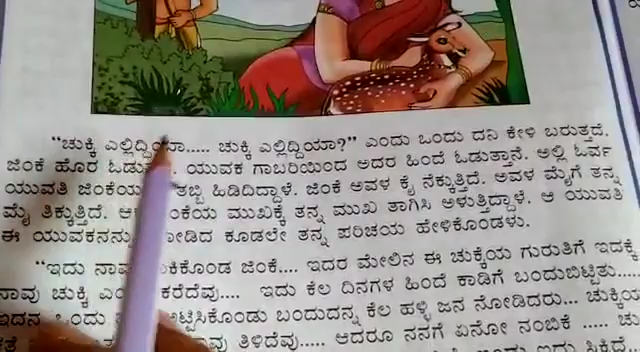 “ಚುಕ್ಕಿ ಎಲ್ಲಿದ್ದಿಯಾ..... ಚುಕ್ಕಿ ಎಲ್ಲಿದ್ದಿಯಾ?” ಎಂದು ಒಂದು ದನಿ ಕೇಳಿ ಬರುತ್ತದೆ.
ಜಿಂಕೆ ಹೊರ ಯುವಕ ಗಾಬರಿಯಿಂದ ಅದರ ಹಿಂದೆ ಓಡುತ್ತಾನೆ. ಅಲ್ಲಿ ಓರ್ವ
ಯುವತಿ ತಬ್ಬಿ ಹಿಡಿದಿದ್ದಾಳೆ. ಜಿಂಕೆ ಅವಳ ಕೈ ನೆಕ್ಕುತ್ತಿದೆ. ಅವಳ ಮೈಗೆ ತನ್ನ
ಮೈ ತಿಕ್ಕುತ್ತಿದೆ. ಮುಖಕ್ಕೆ ತನ್ನ ಮುಖ ತಾಗಿಸಿ ಅಳುತ್ತಿದ್ದಾಳೆ. ಆ ಯುವತಿ
ಈ ಕೂಡಲೇ ತನ್ನ ಪರಿಚಯ ಹೇಳಿಕೊಂಡಳು.
“ಇದು ಜಿಂಕೆ.... ಇದರ ಮೇಲಿನ ಈ ಚುಕ್ಕೆಯ ಗುರುತಿಗೆ ಇದಕ್ಕೆ
ನಾವು ಚುಕ್ಕಿ ಕರೆದೆವು.... ಇದು ಕೆಲ ದಿನಗಳ ಹಿಂದೆ ಕಾಡಿಗೆ ಬಂದುಬಿಟ್ಟಿತು.....
ಒಂದು ಬಂದುದನ್ನ ಕೆಲ ಹಳ್ಳಿ ಜನ ನೋಡಿದರು...
ತಿಳಿದೆವು..... ಆದರೂ ನನಗೆ ಏನೋ ನಂಬಿಕೆ .....